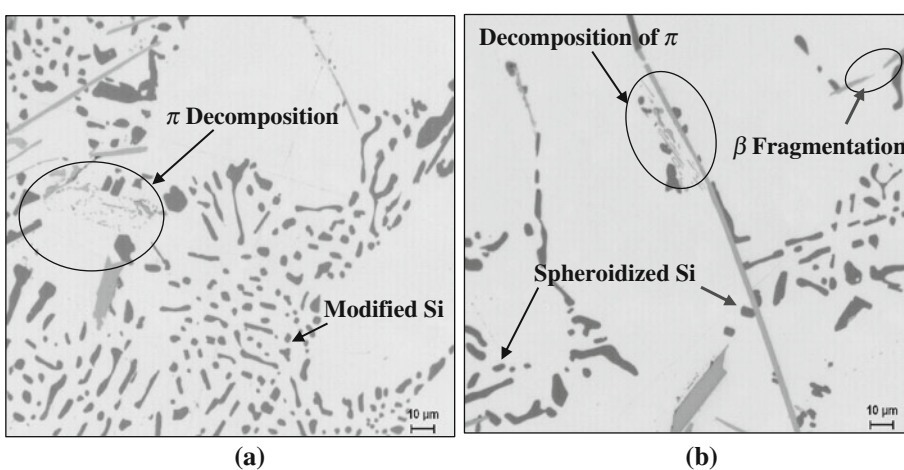 π Decomposition
Modified Si
10 μm
(a)
Decomposition of π
β Fragmentation
Spheroidized Si
10 μm
(b)